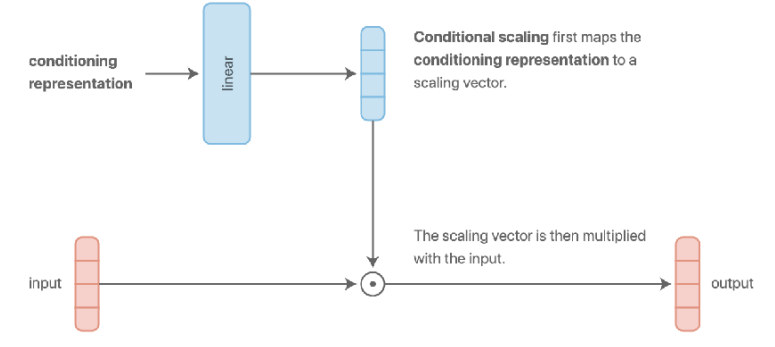 conditioning
representation
linear
Conditional scaling first maps the
conditioning representation to a
scaling vector.
The scaling vector is then multiplied
with the input.
input
output